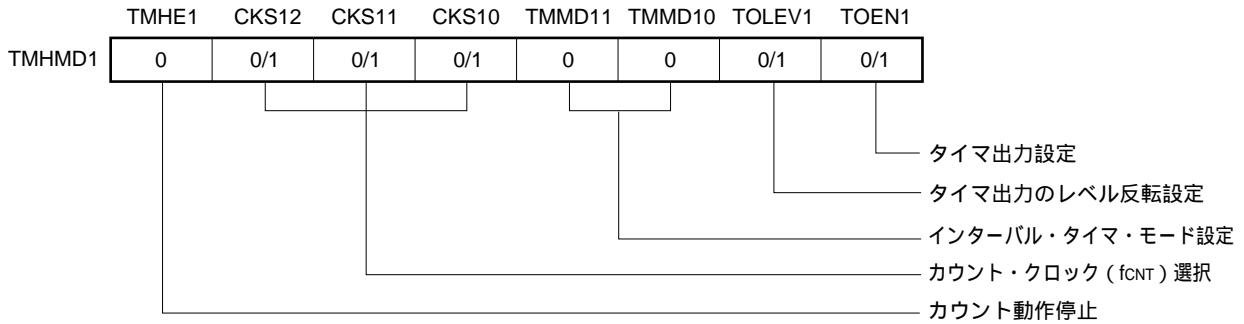 TMHE1 CKS12 CKS11 CKS10 TMMD11 TMMD10 TOLEV1 TOEN1
TMHMD1 0 0/1 0/1 0/1 0 0 0/1 0/1
タイマ出力設定
タイマ出力のレベル反転設定
インターバル・タイマ・モード設定
カウント・クロック(fCNT)選択
カウント動作停止